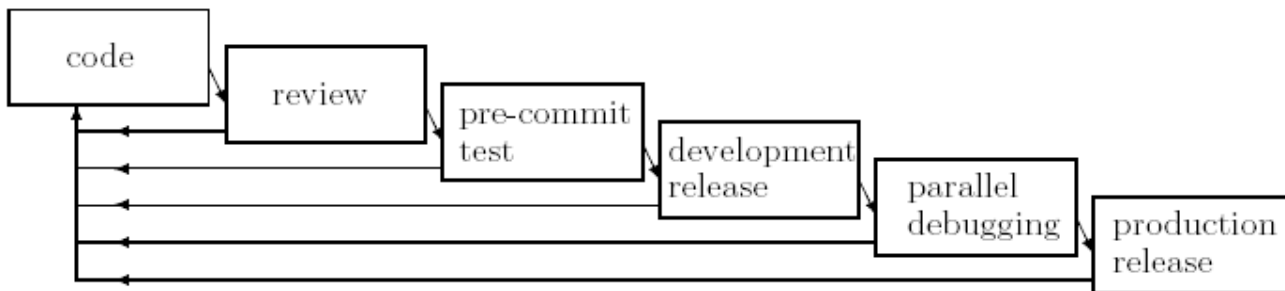 code
review
pre-commit
test
development
release
parallel
debugging
production
release